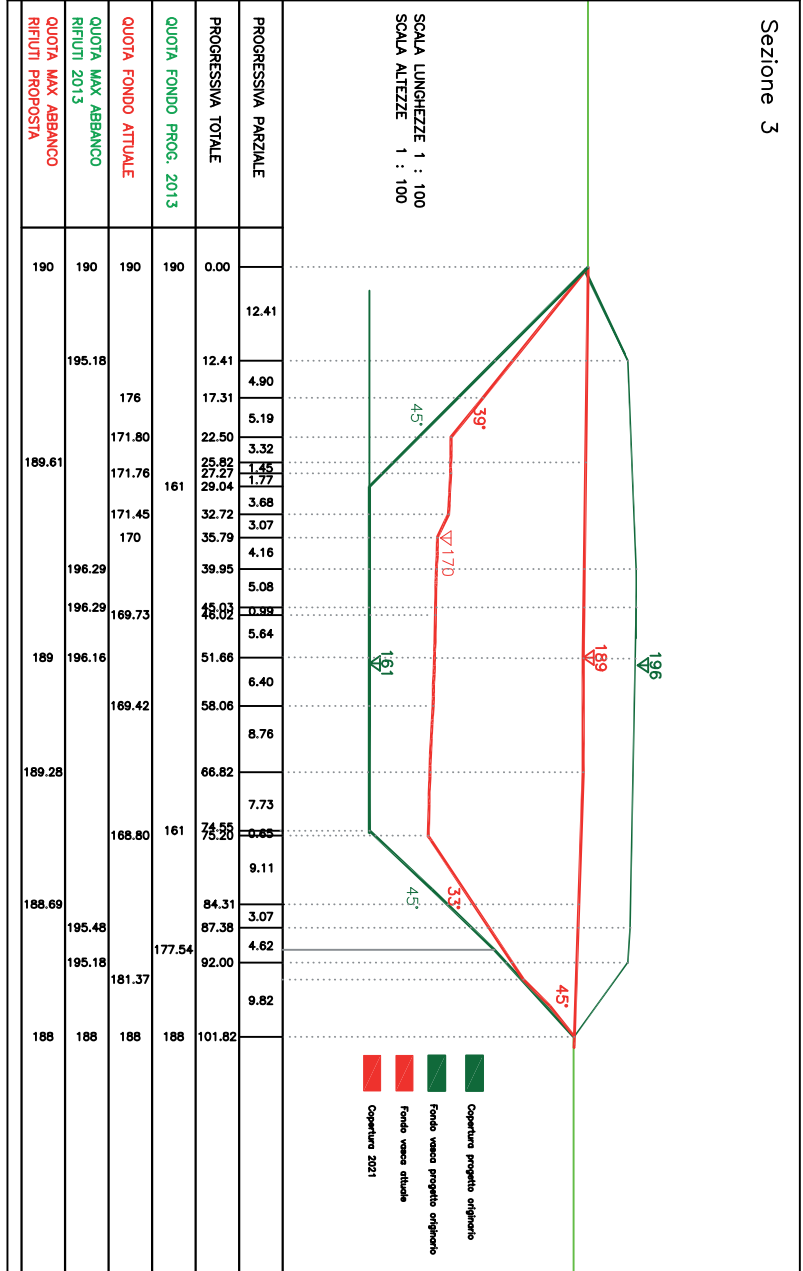 Sezione 3
196
189
170
161
39°
45°
33°
45°
45°
SCALA LUNGHEZZE 1 : 100
SCALA ALTEZZE 1 : 100
Copertura progetto originario
Fondo vasca progetto originario
Fondo vasca attuale
Copertura 2021
PROGRESSIVA PARZIALE
12.41 4.90 5.19 3.32 1.45 1.77 3.68 3.07 4.16 5.08 0.99 5.64 6.40 8.76 7.73 0.65 9.11 3.07 4.62 9.82
PROGRESSIVA TOTALE
0.00 12.41 17.31 22.50 25.82 27.27 29.04 32.72 35.79 39.95 45.03 46.02 51.66 58.06 66.82 74.55 75.20 84.31 87.38 92.00 101.82
QUOTA FONDO PROG. 2013
190 161 161 177.54 188
QUOTA FONDO ATTUALE
190 176 171.80 171.76 171.45 170 169.73 169.42 168.80 181.37 188
QUOTA MAX ABBANCO
RIFIUTI 2013
190 195.18 196.29 196.29 196.16 195.48 195.18 188
QUOTA MAX ABBANCO
RIFIUTI PROPOSTA
190 189.61 189 189.28 188.69 188